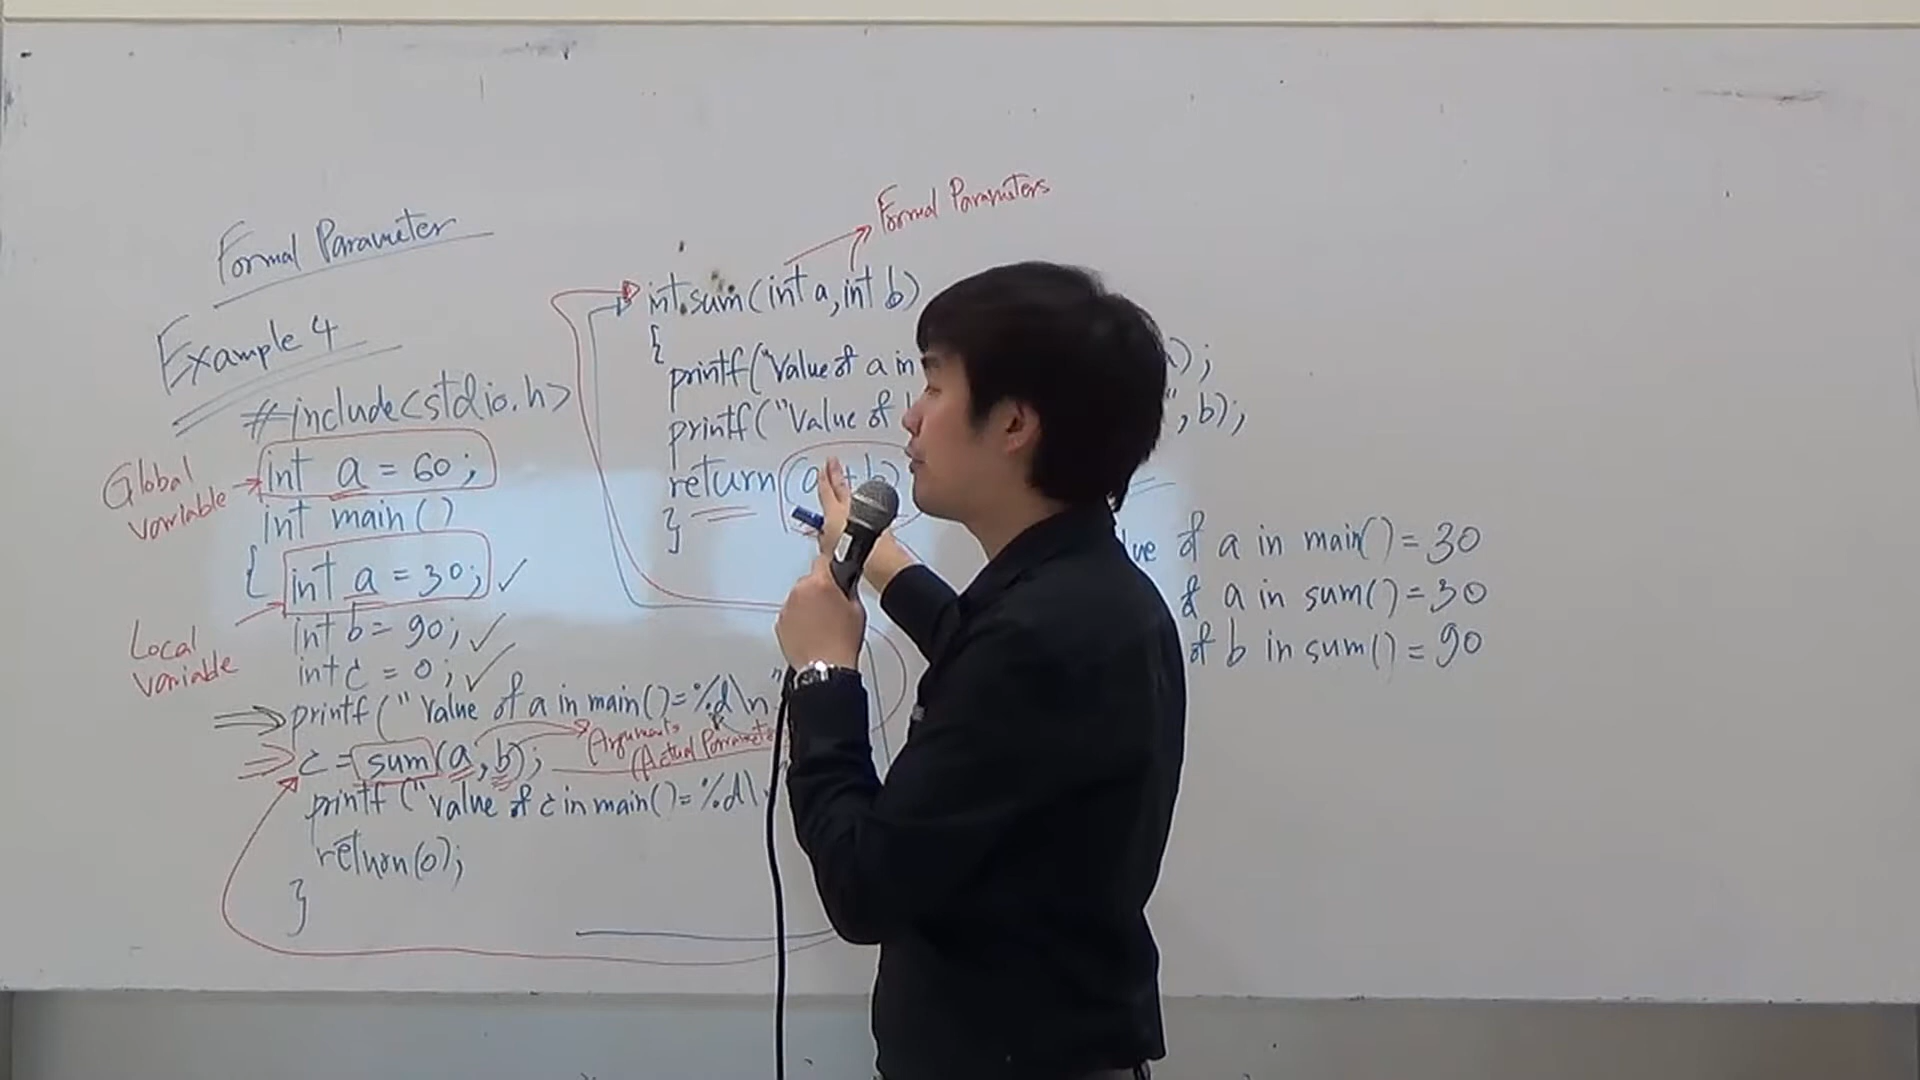 Formal Parameter
Example 4
#include<stdio.h>
Global variable
int a = 60;
int main()
{ int a = 30; ✓
Local variable
int b = 90; ✓
int c = 0; ✓
printf("Value of a in main()=%d\n"
c = sum(a,b);
Arguments
(Actual Parameter
printf("value of c in main()=%d\
return(0);
}
Formal Parameters
int sum(int a,int b)
{
printf("Value of a in );
printf("Value of ",b);
return(a+b)
}
of a in main()=30
a in sum()=30
of b in sum()=90